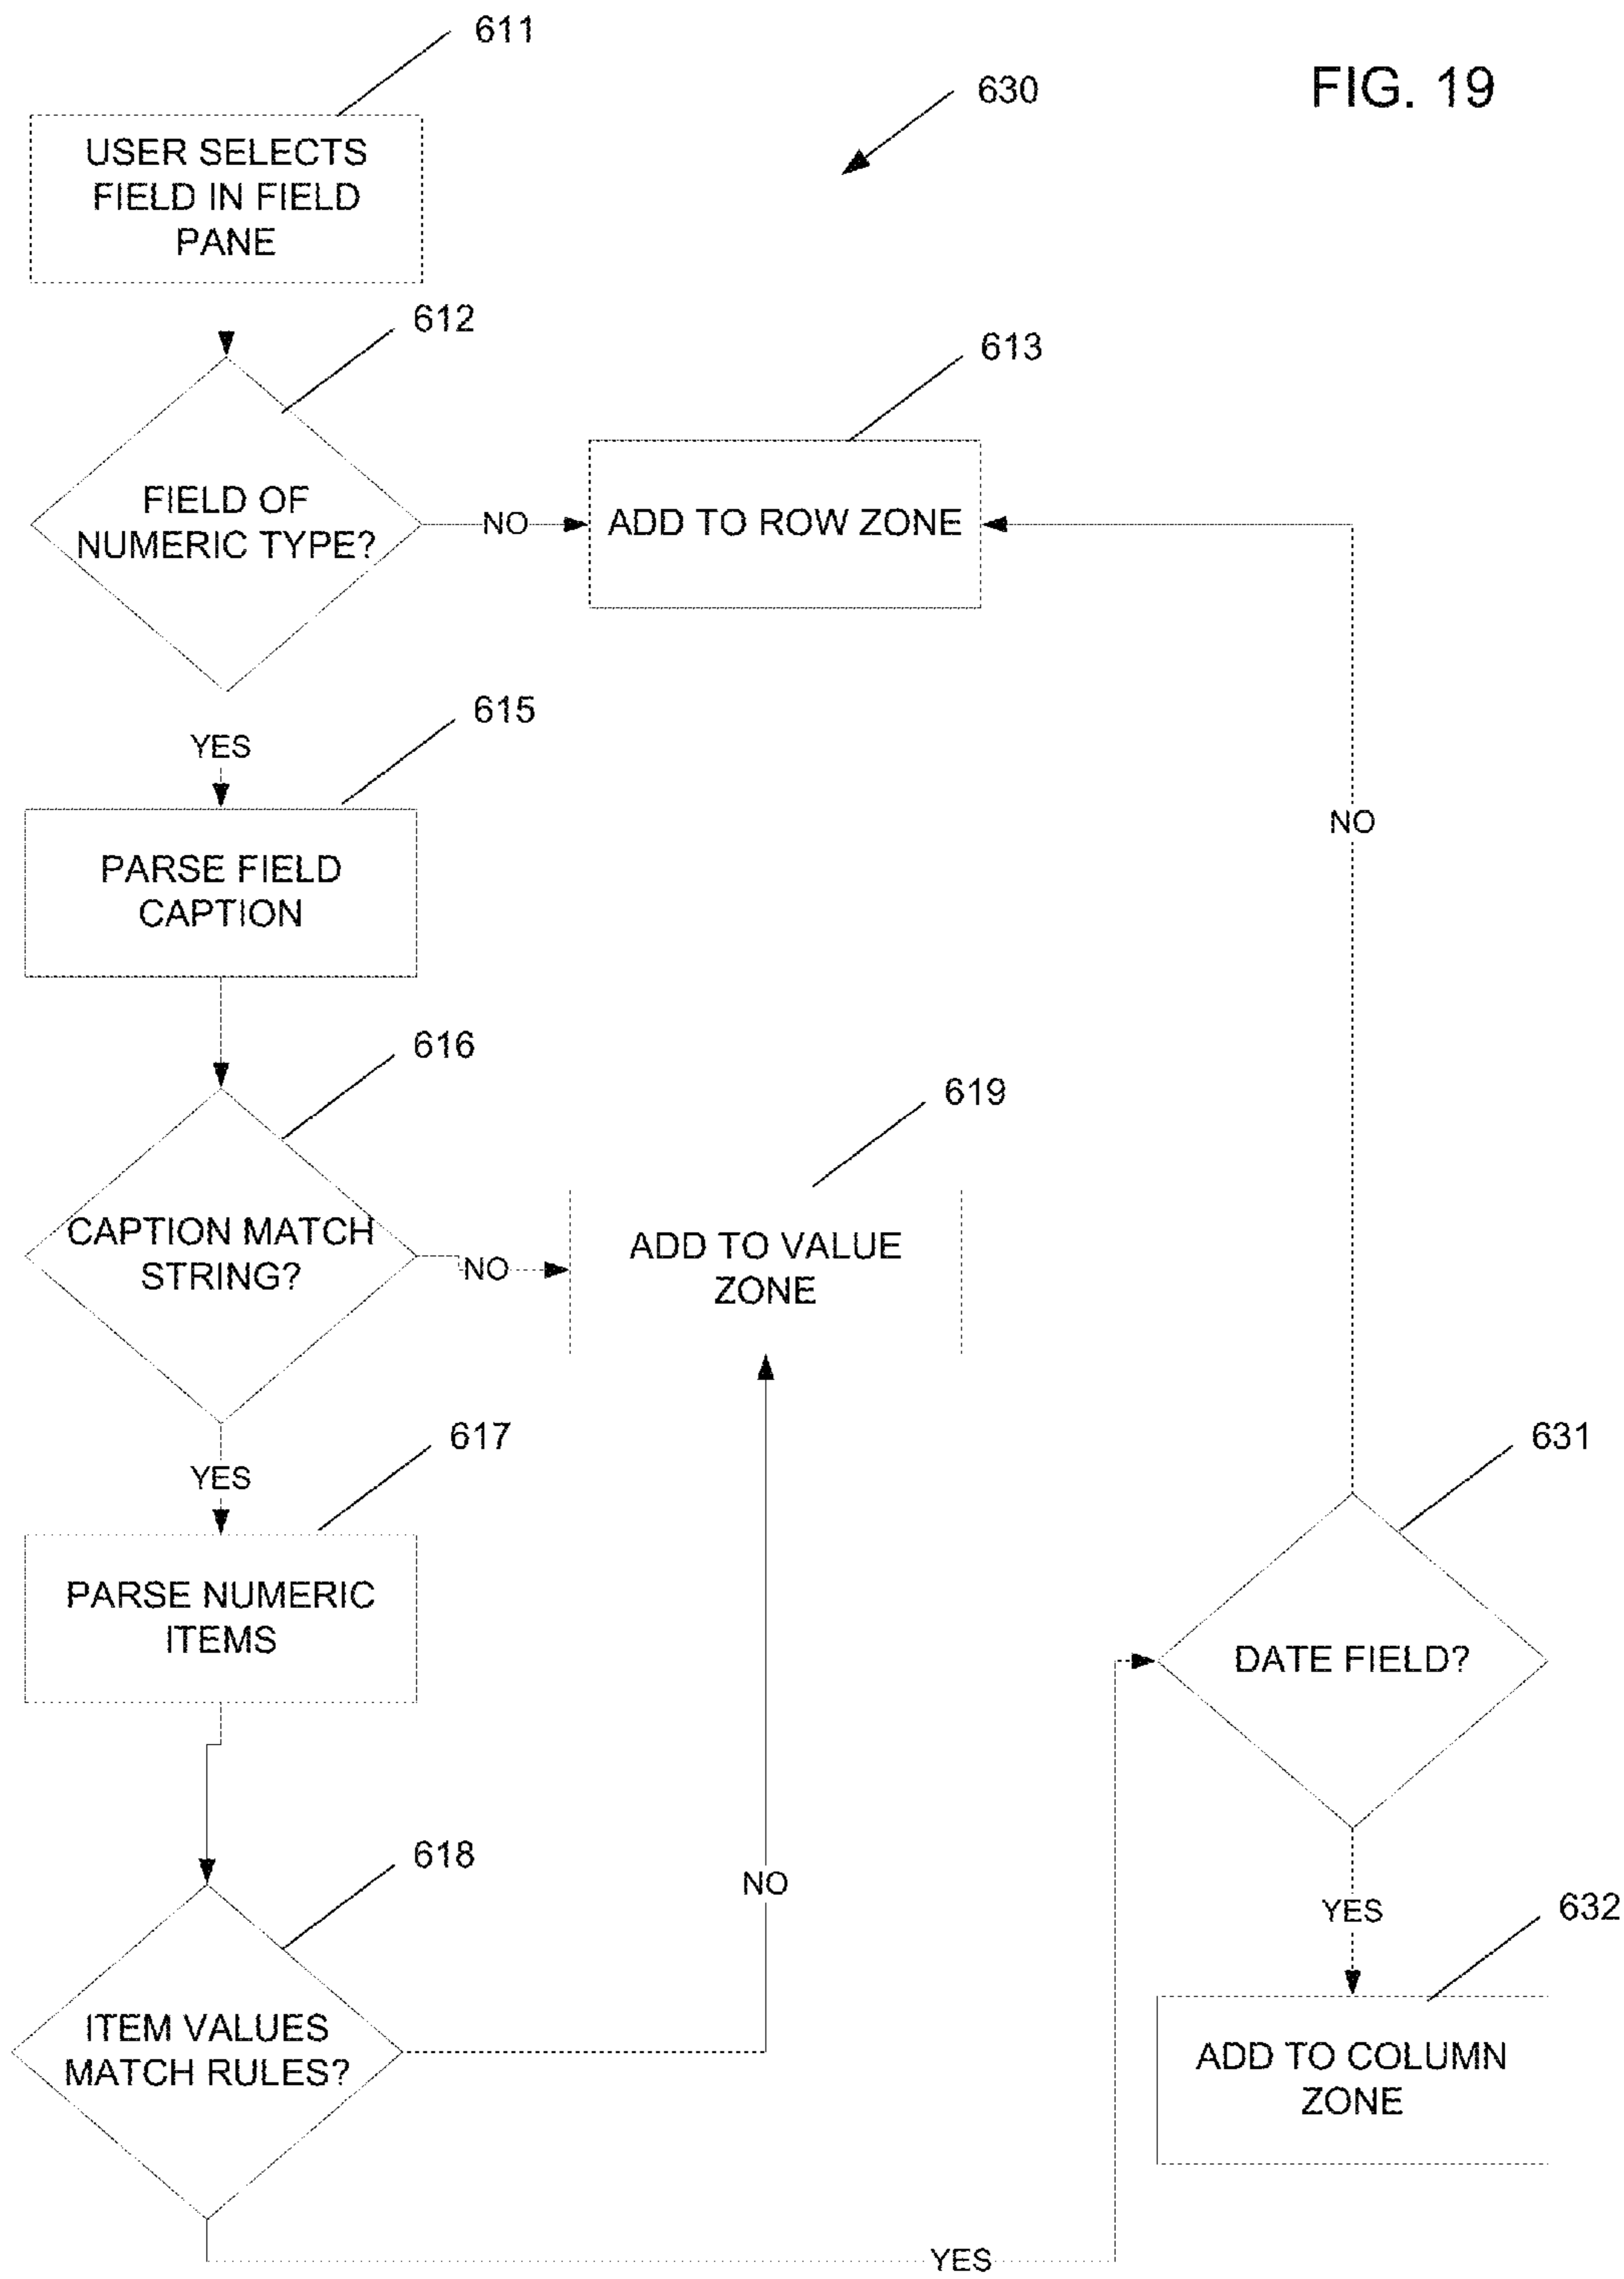 611
630
FIG. 19
USER SELECTS
FIELD IN FIELD
PANE
612
613
FIELD OF
NUMERIC TYPE?
NO
ADD TO ROW ZONE
615
YES
NO
PARSE FIELD
CAPTION
616
619
CAPTION MATCH
STRING?
NO
ADD TO VALUE
ZONE
617
631
YES
PARSE NUMERIC
ITEMS
DATE FIELD?
618
NO
YES
632
ITEM VALUES
MATCH RULES?
ADD TO COLUMN
ZONE
YES